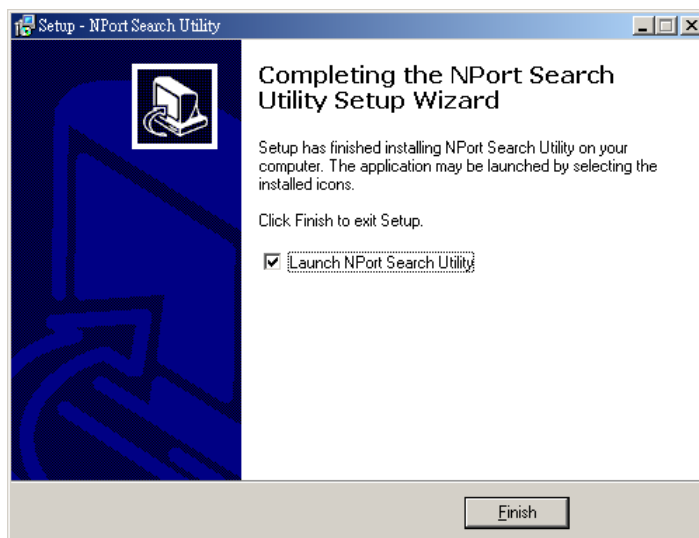 Setup - NPort Search Utility
Completing the NPort Search
Utility Setup Wizard
Setup has finished installing NPort Search Utility on your
computer. The application may be launched by selecting the
installed icons.
Click Finish to exit Setup.
Launch NPort Search Utility
Finish